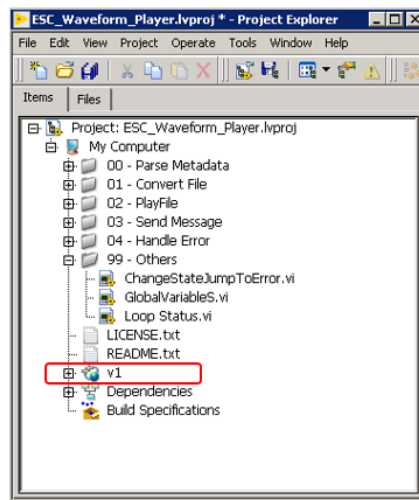 ESC_Waveform_Player.lvproj * - Project Explorer
File Edit View Project Operate Tools Window Help
Items Files
Project: ESC_Waveform_Player.lvproj
My Computer
00 - Parse Metadata
01 - Convert File
02 - PlayFile
03 - Send Message
04 - Handle Error
99 - Others
ChangeStateJumpToError.vi
GlobalVariableS.vi
Loop Status.vi
LICENSE.txt
README.txt
v1
Dependencies
Build Specifications